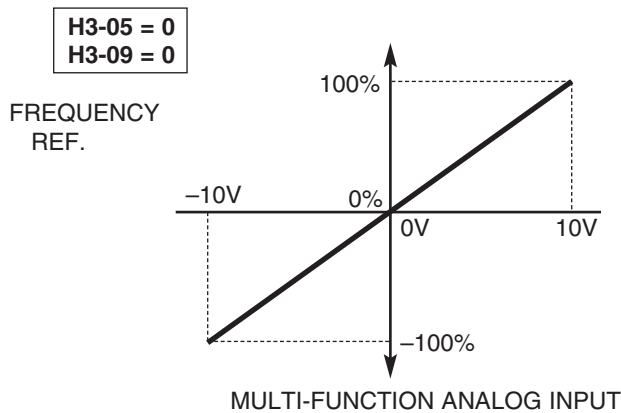 H3-05 = 0
H3-09 = 0
FREQUENCY
REF.
100%
–10V
0%
0V
10V
–100%
MULTI-FUNCTION ANALOG INPUT